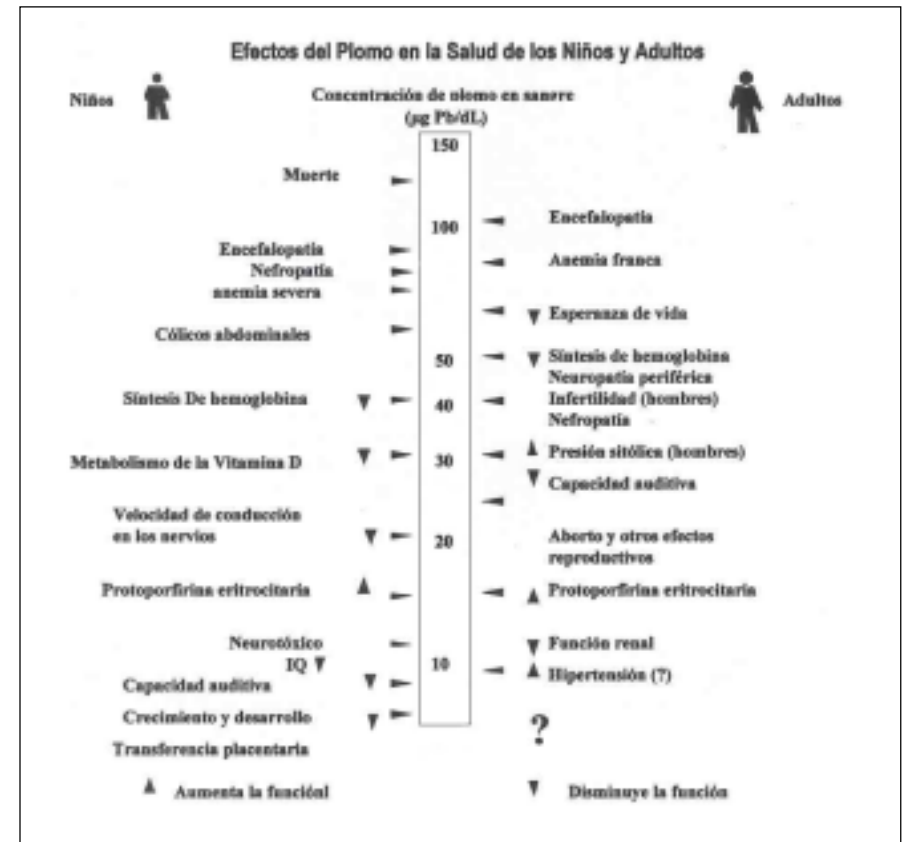 Efectos del Plomo en la Salud de los Niños y Adultos
Niños
Concentración de plomo en sangre
(µg Pb/dL)
Adultos
150
Muerte
100
Encefalopatía
Encefalopatía
Nefropatía
anemia severa
Anemia franca
▼ Esperanza de vida
Cólicos abdominales
50
▼ Síntesis de hemoglobina
Neuropatía periférica
Síntesis De hemoglobina ▼
40
Infertilidad (hombres)
Nefropatía
Metabolismo de la Vitamina D ▼
30
▲ Presión sitólica (hombres)
▼ Capacidad auditiva
Velocidad de conducción
en los nervios ▼
20
Aborto y otros efectos
reproductivos
Protoporfirina eritrocitaria ▲
▲ Protoporfirina eritrocitaria
Neurotóxico
IQ ▼
10
▼ Función renal
▲ Hipertensión (?)
Capacidad auditiva ▼
Crecimiento y desarrollo ▼
?
Transferencia placentaria
▲ Aumenta la funciónl
▼ Disminuye la función